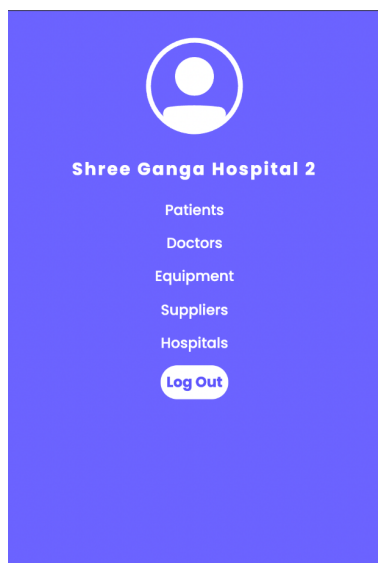 Shree Ganga Hospital 2
Patients
Doctors
Equipment
Suppliers
Hospitals
Log Out